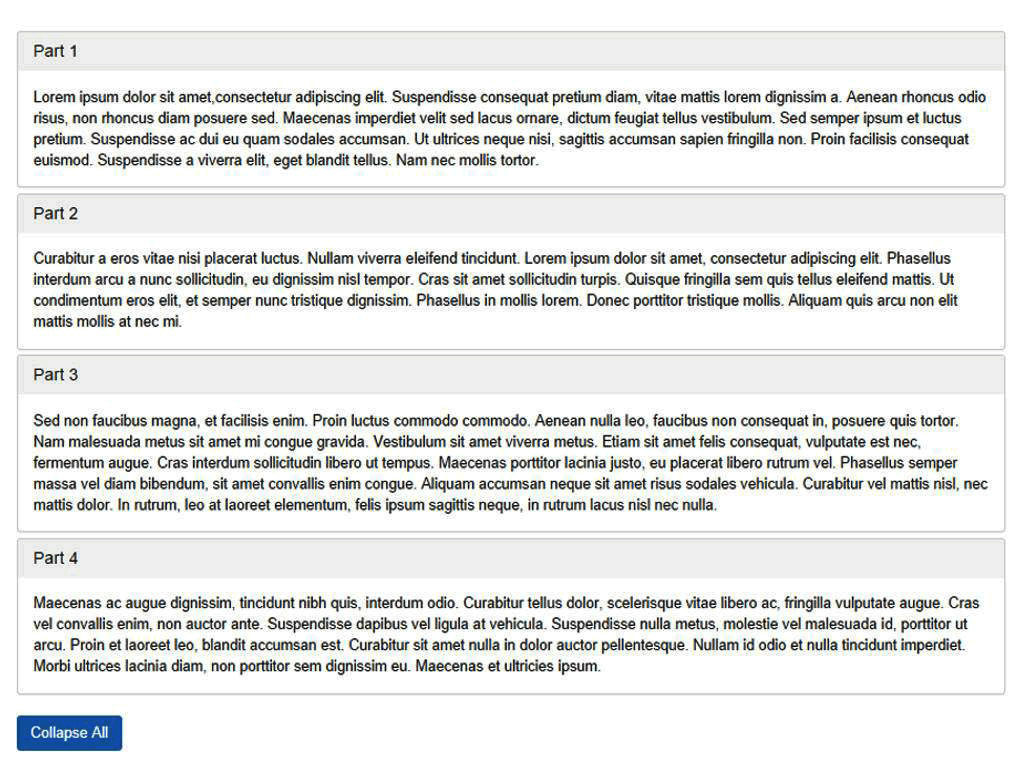 Part 1
Lorem ipsum dolor sit amet,consectetur adipiscing elit. Suspendisse consequat pretium diam, vitae mattis lorem dignissim a. Aenean rhoncus odio
risus, non rhoncus diam posuere sed. Maecenas imperdiet velit sed lacus ornare, dictum feugiat tellus vestibulum. Sed semper ipsum et luctus
pretium. Suspendisse ac dui eu quam sodales accumsan. Ut ultrices neque nisi, sagittis accumsan sapien fringilla non. Proin facilisis consequat
euismod. Suspendisse a viverra elit, eget blandit tellus. Nam nec mollis tortor.
Part 2
Curabitur a eros vitae nisi placerat luctus. Nullam viverra eleifend tincidunt. Lorem ipsum dolor sit amet, consectetur adipiscing elit. Phasellus
interdum arcu a nunc sollicitudin, eu dignissim nisl tempor. Cras sit amet sollicitudin turpis. Quisque fringilla sem quis tellus eleifend mattis. Ut
condimentum eros elit, et semper nunc tristique dignissim. Phasellus in mollis lorem. Donec porttitor tristique mollis. Aliquam quis arcu non elit
mattis mollis at nec mi.
Part 3
Sed non faucibus magna, et facilisis enim. Proin luctus commodo commodo. Aenean nulla leo, faucibus non consequat in, posuere quis tortor.
Nam malesuada metus sit amet mi congue gravida. Vestibulum sit amet viverra metus. Etiam sit amet felis consequat, vulputate est nec,
fermentum augue. Cras interdum sollicitudin libero ut tempus. Maecenas porttitor lacinia justo, eu placerat libero rutrum vel. Phasellus semper
massa vel diam bibendum, sit amet convallis enim congue. Aliquam accumsan neque sit amet risus sodales vehicula. Curabitur vel mattis nisl, nec
mattis dolor. In rutrum, leo at laoreet elementum, felis ipsum sagittis neque, in rutrum lacus nisl nec nulla.
Part 4
Maecenas ac augue dignissim, tincidunt nibh quis, interdum odio. Curabitur tellus dolor, scelerisque vitae libero ac, fringilla vulputate augue. Cras
vel convallis enim, non auctor ante. Suspendisse dapibus vel ligula at vehicula. Suspendisse nulla metus, molestie vel malesuada id, porttitor ut
arcu. Proin et laoreet leo, blandit accumsan est. Curabitur sit amet nulla in dolor auctor pellentesque. Nullam id odio et nulla tincidunt imperdiet.
Morbi ultrices lacinia diam, non porttitor sem dignissim eu. Maecenas et ultricies ipsum.
Collapse All